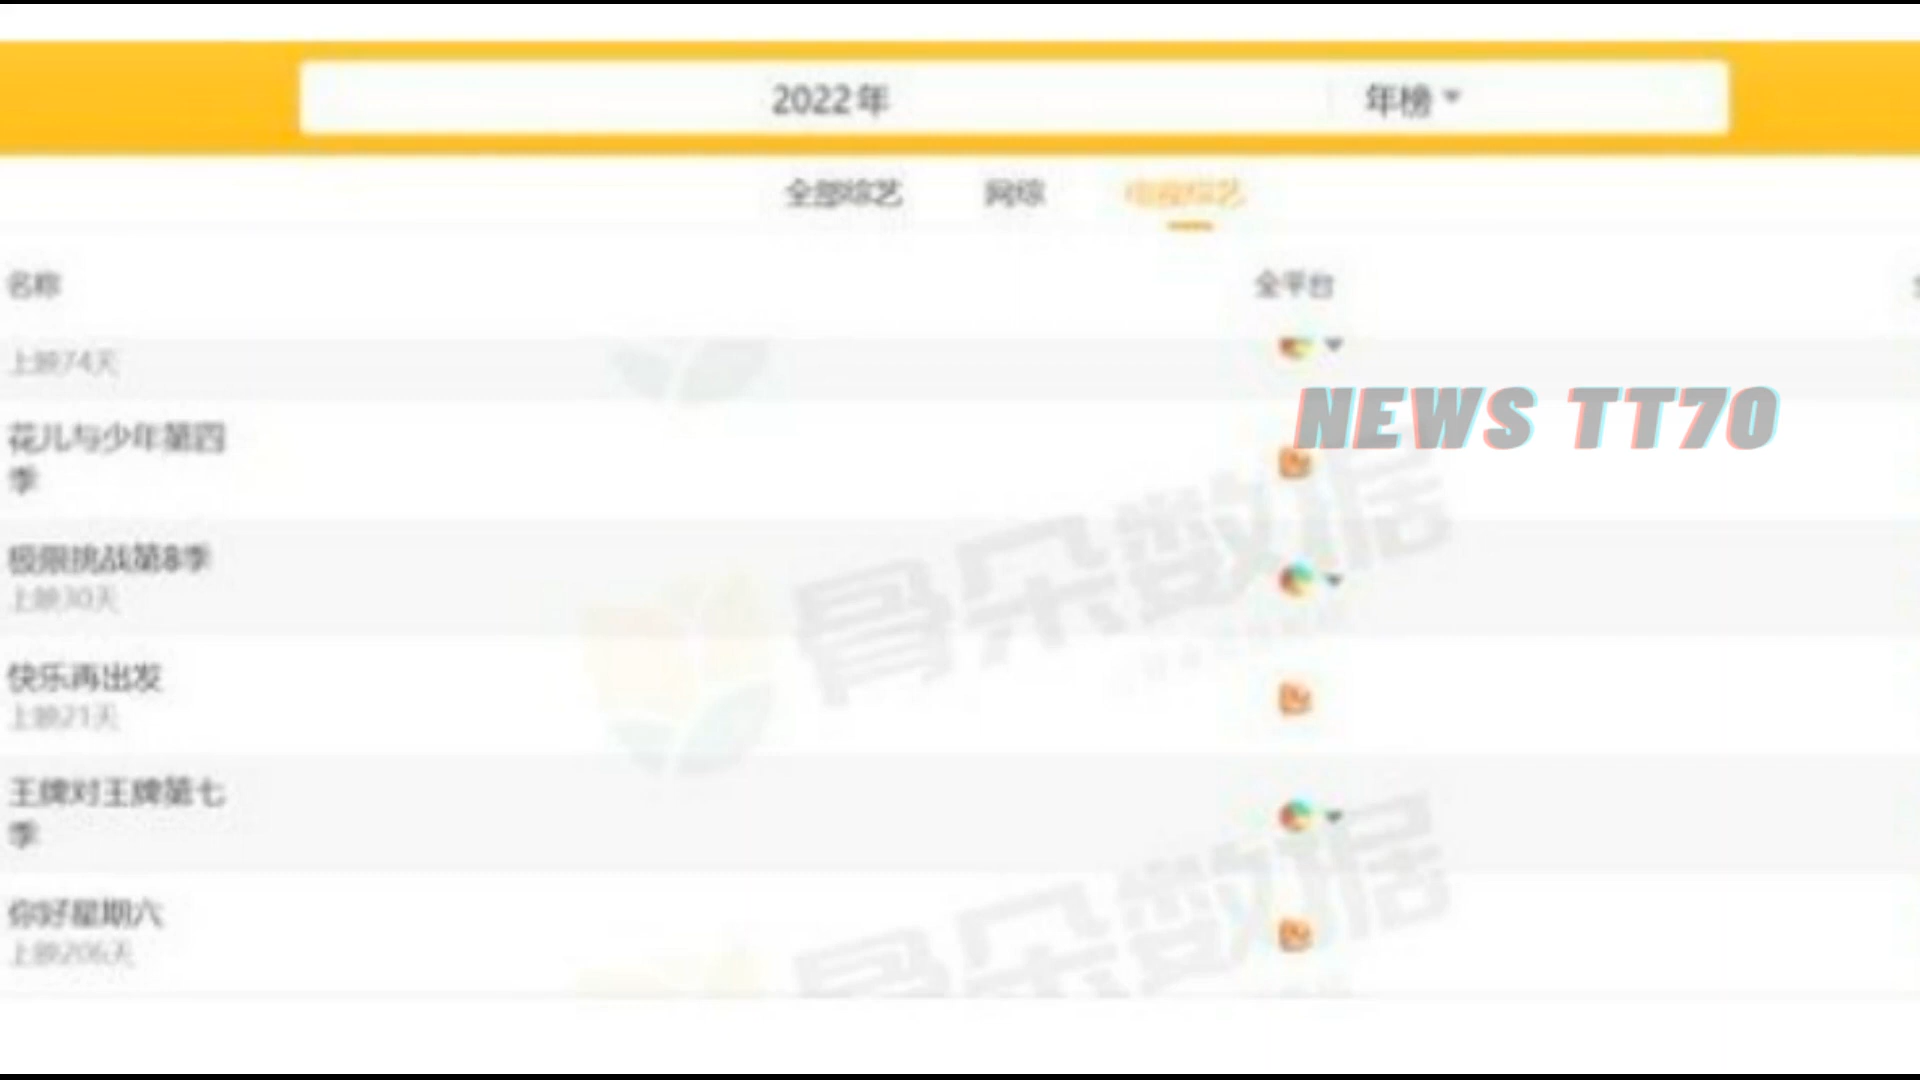 2022年
年榜
全部综艺
网综
电视综艺
名称
全平台
上映74天
NEWS TT70
花儿与少年第四
季
极限挑战第8季
上映30天
快乐再出发
上映21天
王牌对王牌第七
季
你好星期六
上映206天
骨朵数据
骨朵数据